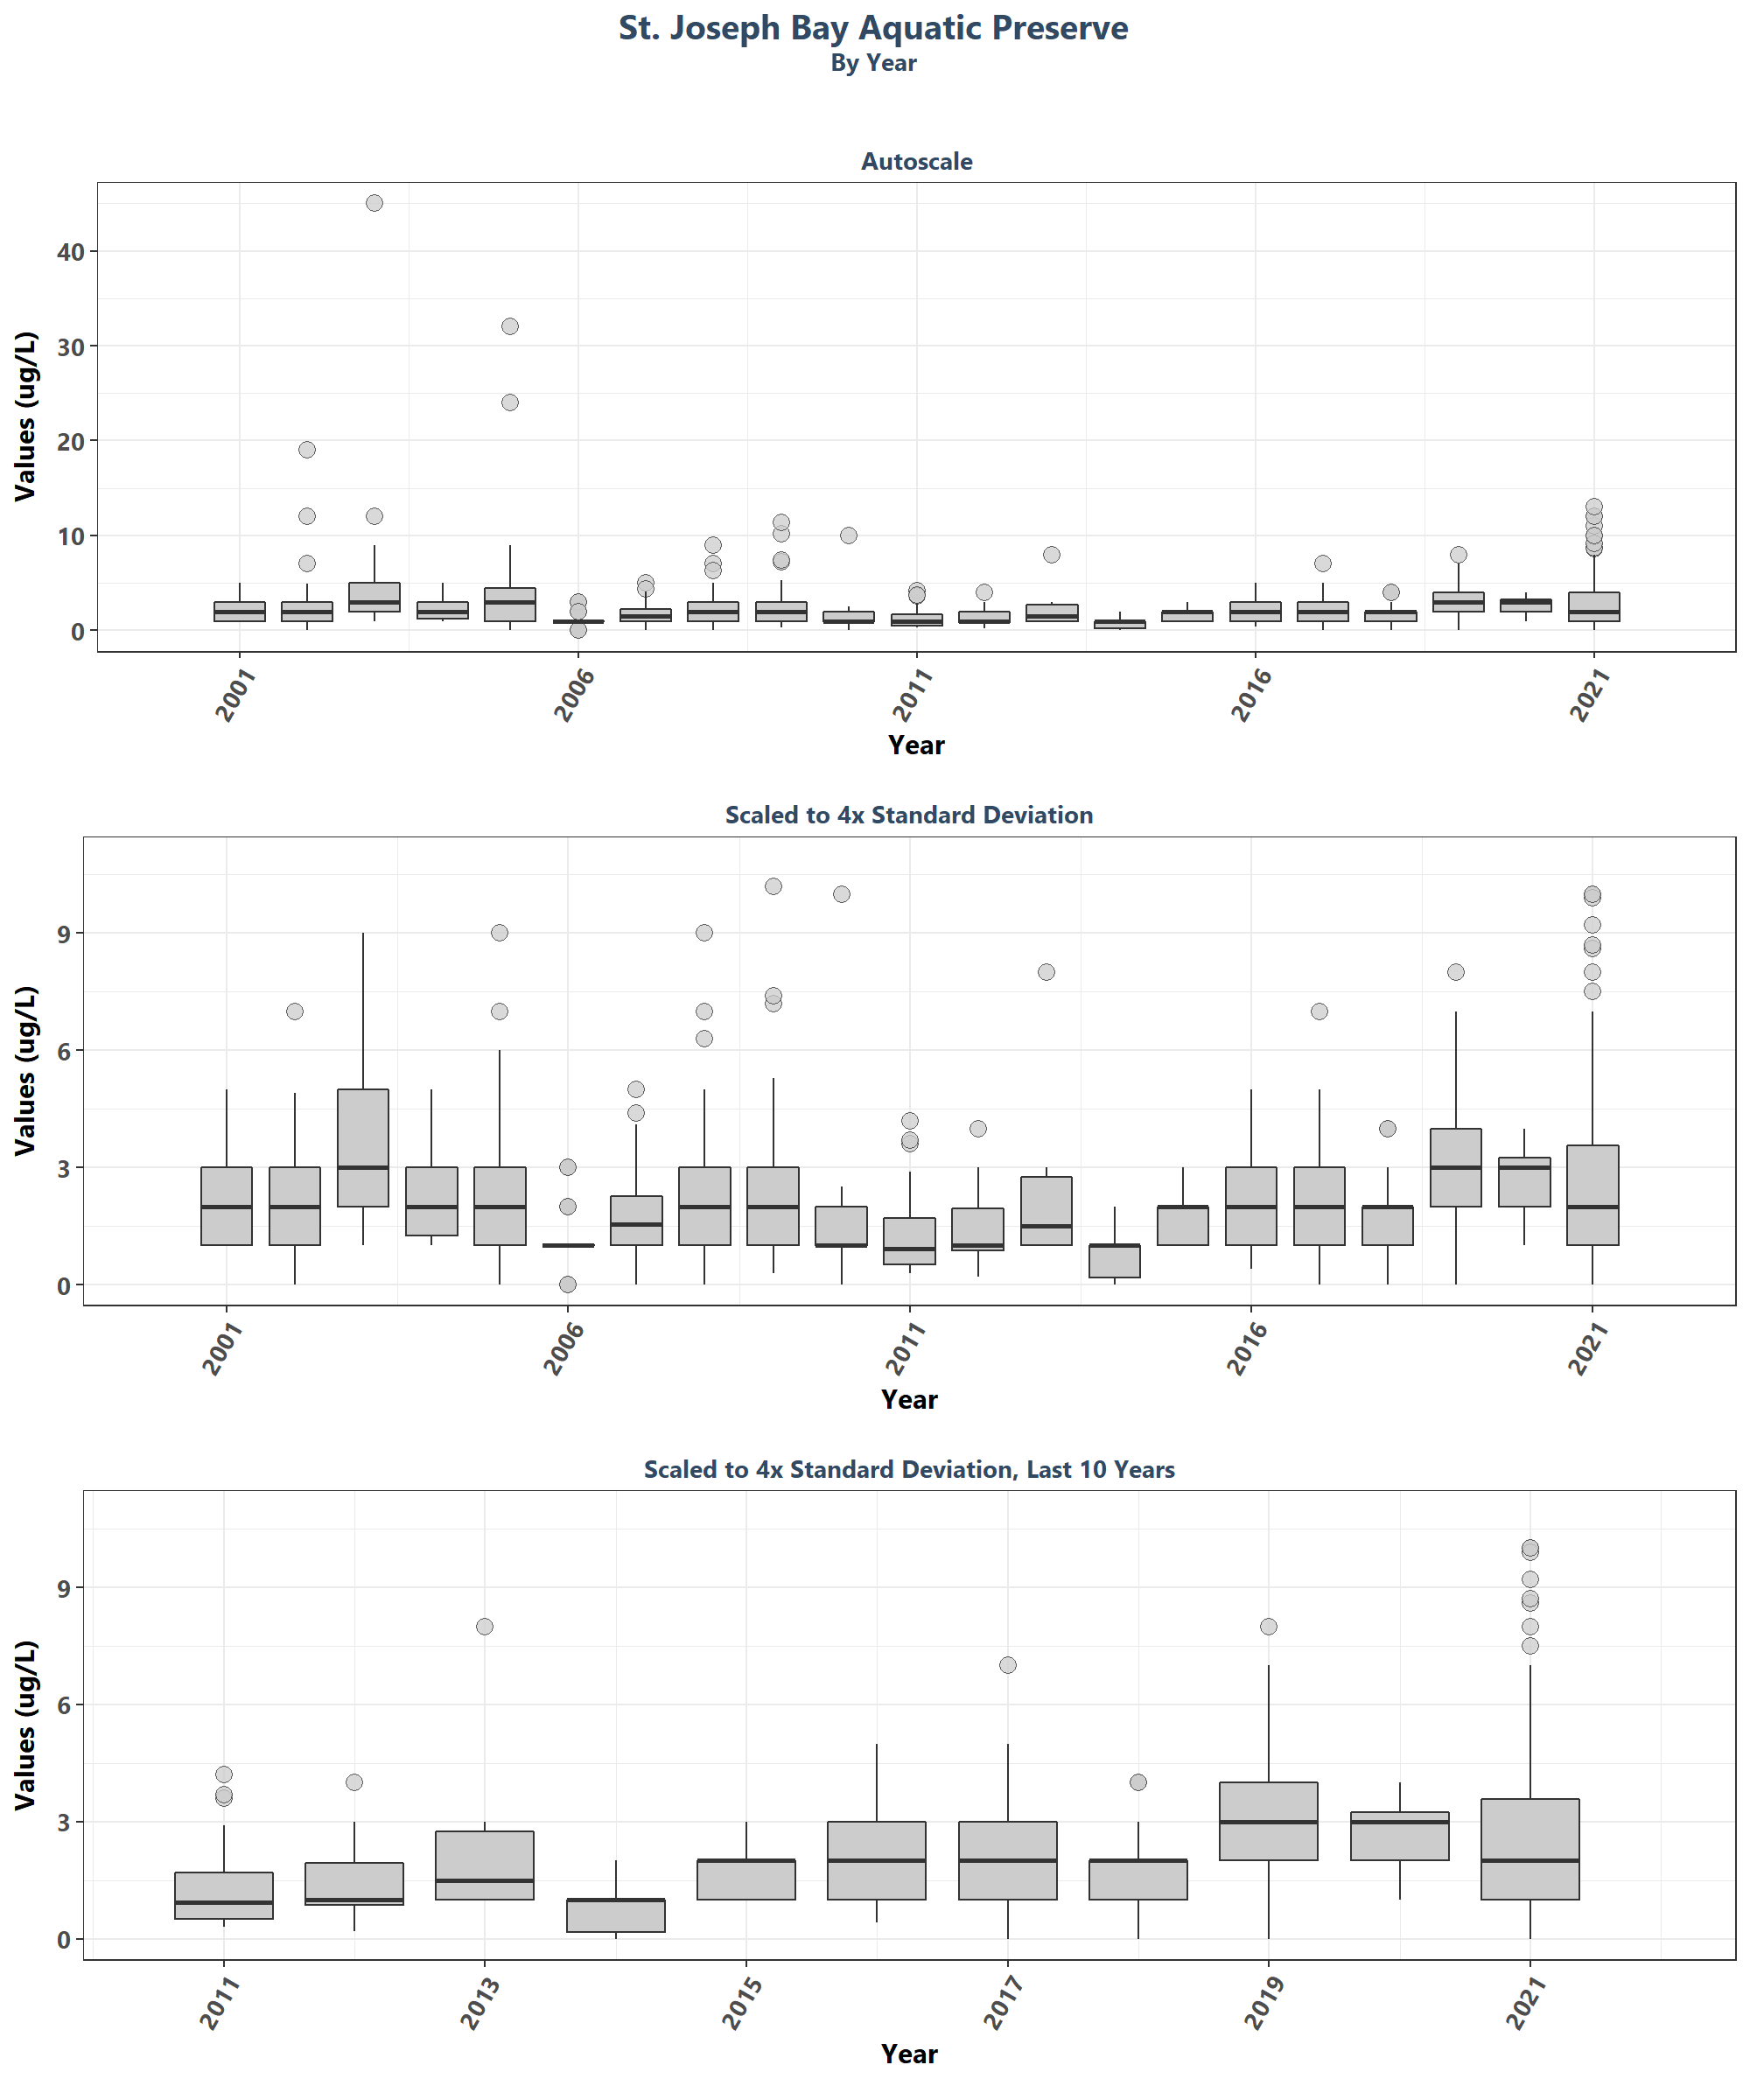 St. Joseph Bay Aquatic Preserve
By Year
Autoscale
Values (ug/L)
40
30
20
10
0
2001
2006
2011
2016
2021
Year
Scaled to 4x Standard Deviation
Values (ug/L)
9
6
3
0
2001
2006
2011
2016
2021
Year
Scaled to 4x Standard Deviation, Last 10 Years
Values (ug/L)
9
6
3
0
2011
2013
2015
2017
2019
2021
Year